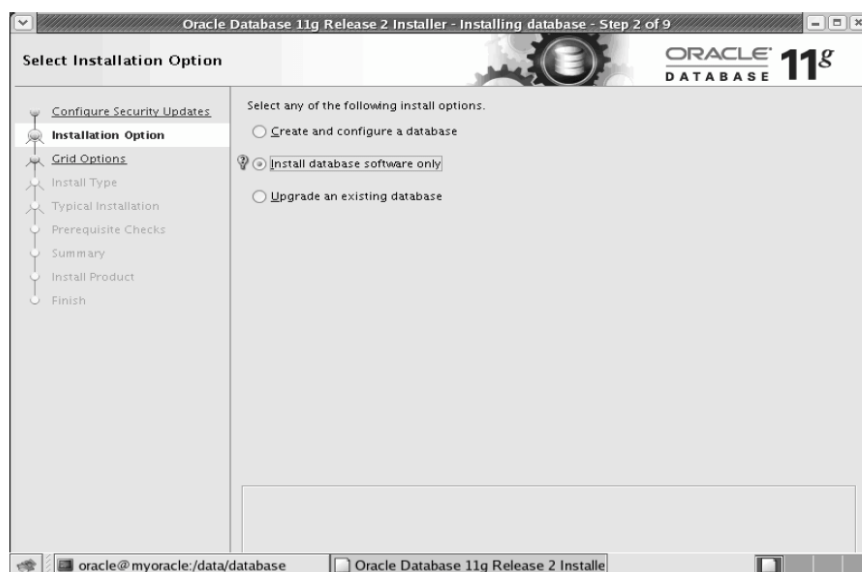 Oracle Database 11g Release 2 Installer - Installing database - Step 2 of 9
Select Installation Option
ORACLE
DATABASE 11g
Configure Security Updates
Installation Option
Grid Options
Install Type
Typical Installation
Prerequisite Checks
Summary
Install Product
Finish
Select any of the following install options.
Create and configure a database
Install database software only
Upgrade an existing database
oracle@myoracle:/data/database
Oracle Database 11g Release 2 Installe